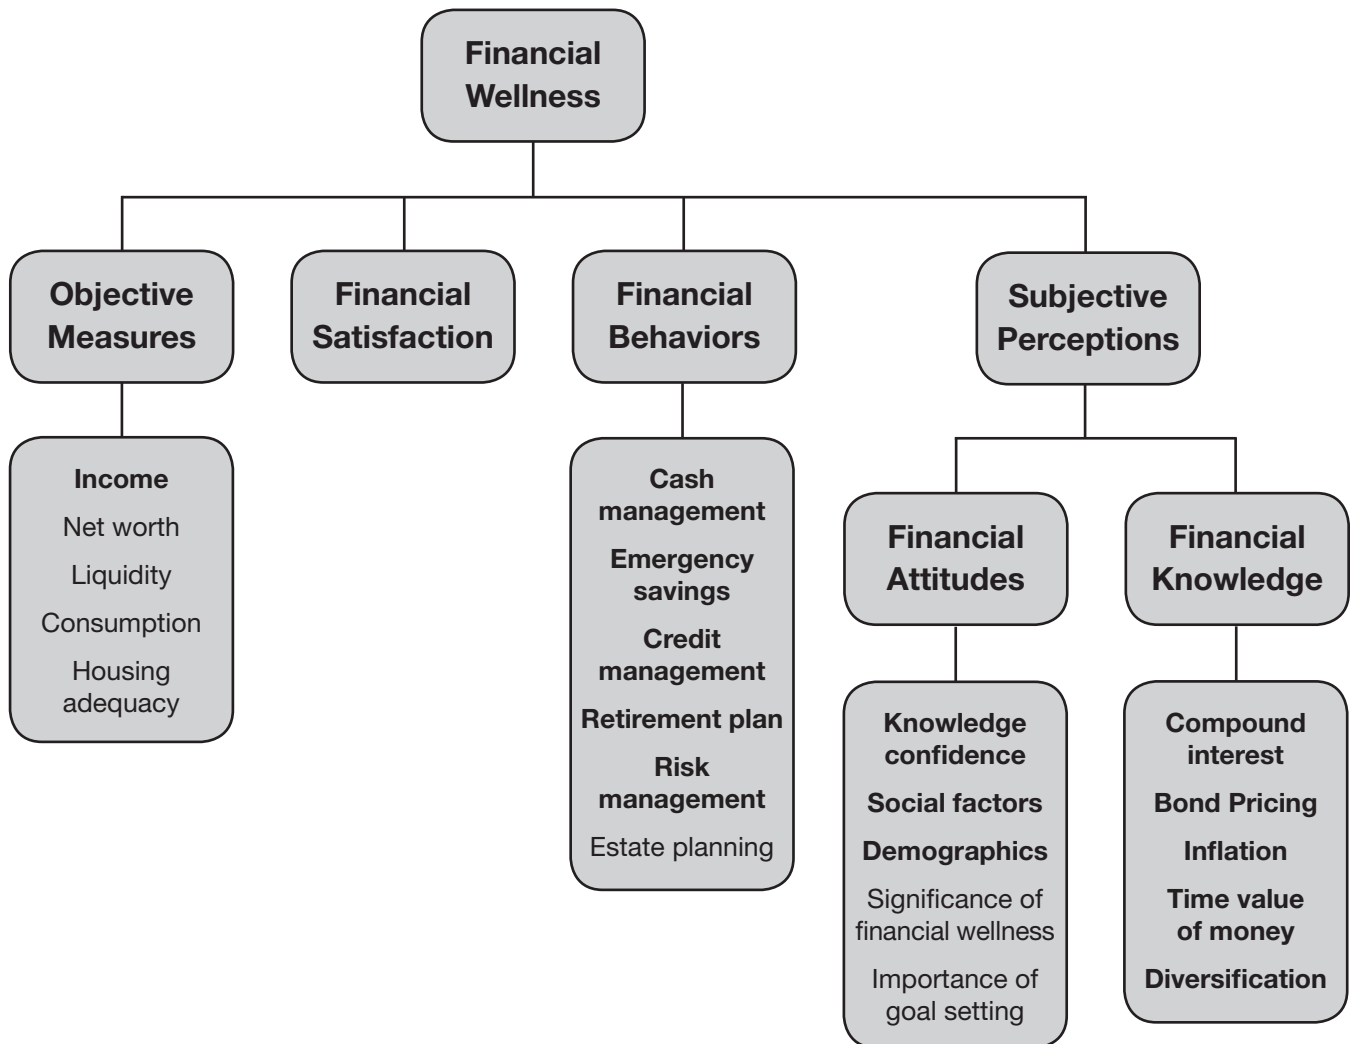 Financial
Wellness
Objective
Measures
Financial
Satisfaction
Financial
Behaviors
Subjective
Perceptions
Income
Net worth
Liquidity
Consumption
Housing
adequacy
Cash
management
Emergency
savings
Credit
management
Retirement plan
Risk
management
Estate planning
Financial
Attitudes
Financial
Knowledge
Knowledge
confidence
Social factors
Demographics
Significance of
financial wellness
Importance of
goal setting
Compound
interest
Bond Pricing
Inflation
Time value
of money
Diversification